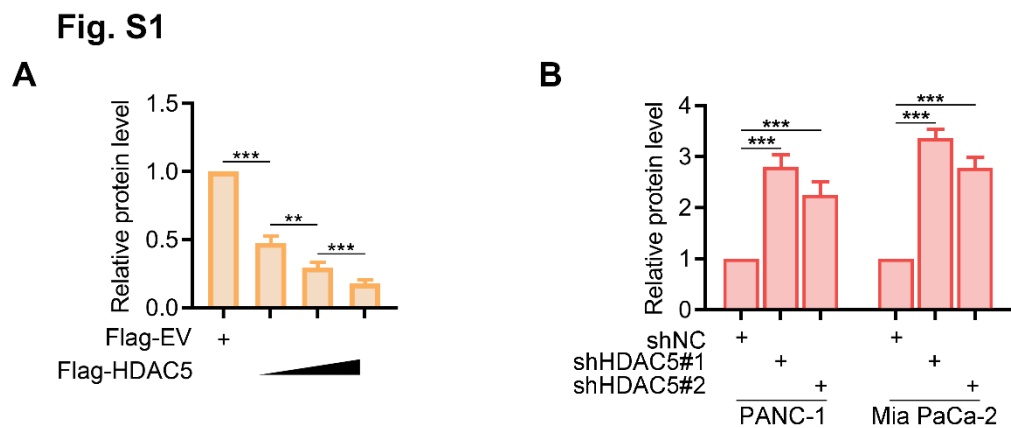 Fig. S1
A
Relative protein level
1.5
1.0
0.5
0.0
***
**
***
Flag-EV +
Flag-HDAC5
B
Relative protein level
4
3
2
1
0
***
***
***
***
shNC + +
shHDAC5#1 + +
shHDAC5#2 + +
PANC-1 Mia PaCa-2